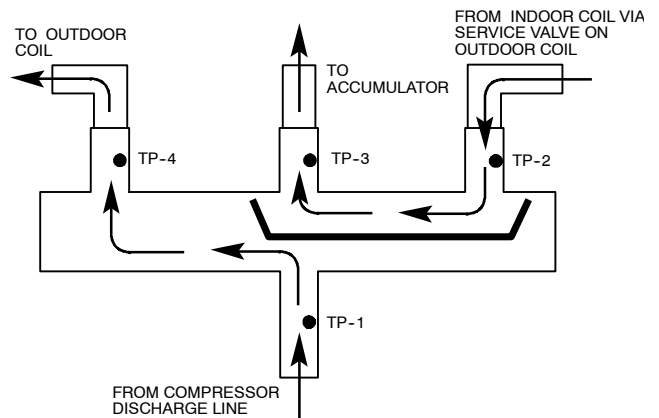 TO OUTDOOR
COIL
TO
ACCUMULATOR
FROM INDOOR COIL VIA
SERVICE VALVE ON
OUTDOOR COIL
TP-4
TP-3
TP-2
TP-1
FROM COMPRESSOR
DISCHARGE LINE